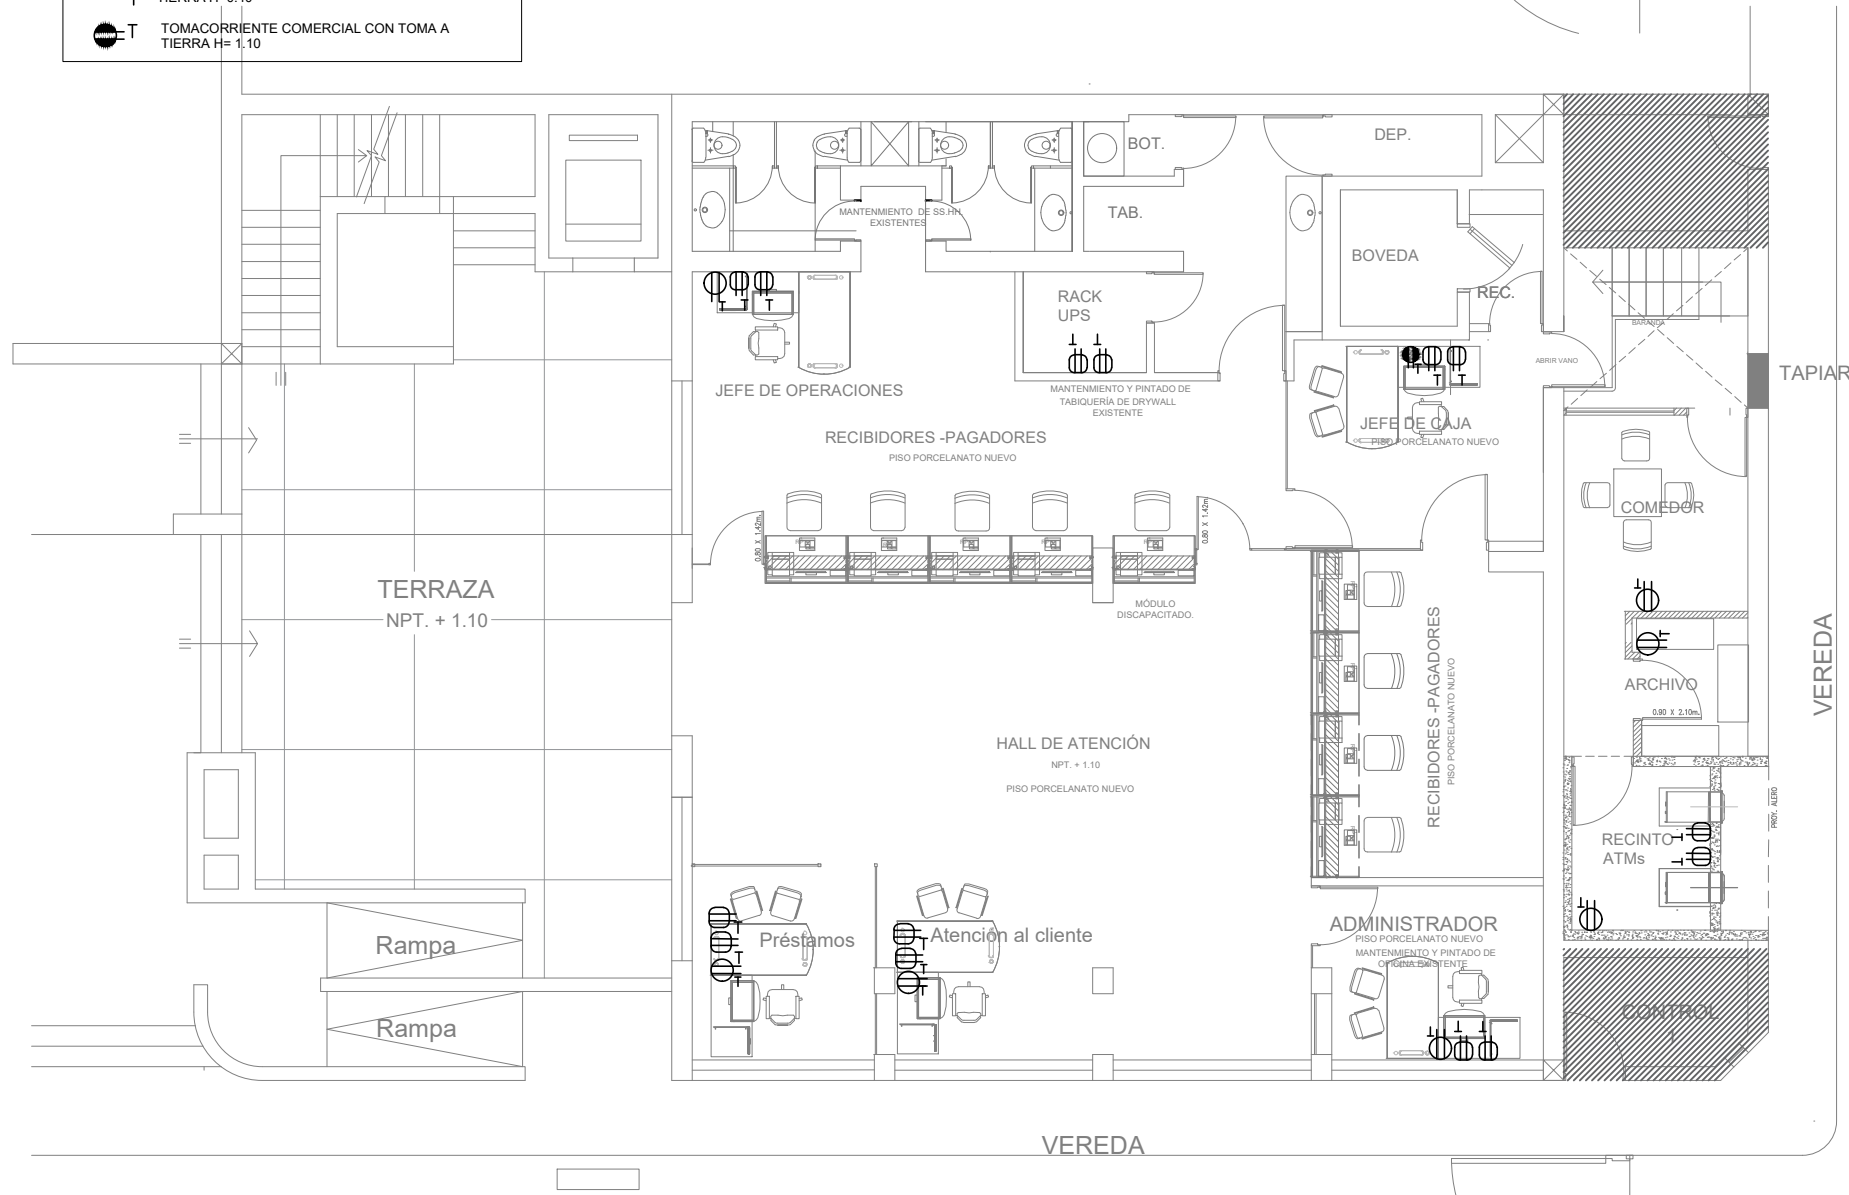 TOMACORRIENTE COMERCIAL CON TOMA A
TIERRA H= 1.10
T
BOT.
DEP.
TAB.
MANTENMIENTO DE SS.HH.
EXISTENTES
BOVEDA
REC.
RACK
UPS
BARANDA
ABRIR VANO
TAPIAR
JEFE DE OPERACIONES
MANTENMIENTO Y PINTADO DE
TABIQUERÍA DE DRYWALL
EXISTENTE
JEFE DE CAJA
PISO PORCELANATO NUEVO
RECIBIDORES -PAGADORES
PISO PORCELANATO NUEVO
COMEDOR
0.80 X 1.42m.
0.80 X 1.42m.
TERRAZA
NPT. + 1.10
MÓDULO
DISCAPACITADO.
RECIBIDORES -PAGADORES
PISO PORCELANATO NUEVO
ARCHIVO
0.90 X 2.10m.
VEREDA
HALL DE ATENCIÓN
NPT. + 1.10
PISO PORCELANATO NUEVO
PROY. ALERO
RECINTO
ATMs
Rampa
Préstamos
Atención al cliente
ADMINISTRADOR
PISO PORCELANATO NUEVO
MANTENIMIENTO Y PINTADO DE
OFICINA EXISTENTE
Rampa
CONTROL
1
VEREDA